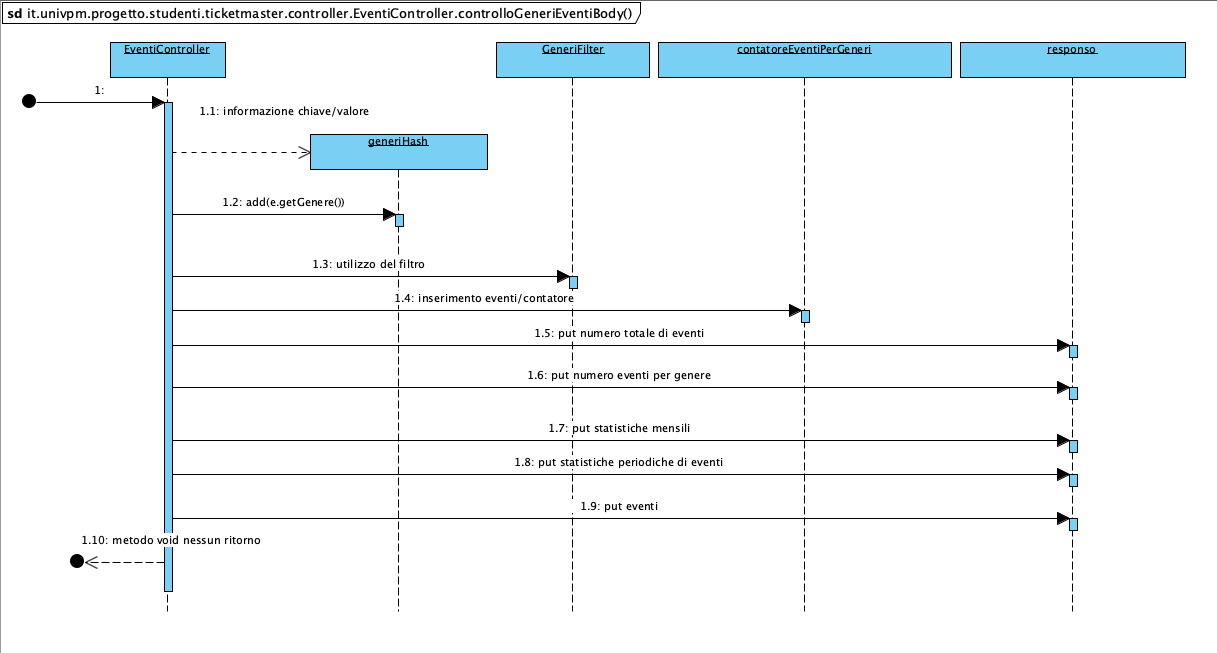 sd it.univpm.progetto.studenti.ticketmaster.controller.EventiController.controlloGeneriEventiBody()
EventiController
GeneriFilter
contatoreEventiPerGeneri
responso
1:
1.1: informazione chiave/valore
generiHash
1.2: add(e.getGenere())
1.3: utilizzo del filtro
1.4: inserimento eventi/contatore
1.5: put numero totale di eventi
1.6: put numero eventi per genere
1.7: put statistiche mensili
1.8: put statistiche periodiche di eventi
1.9: put eventi
1.10: metodo void nessun ritorno